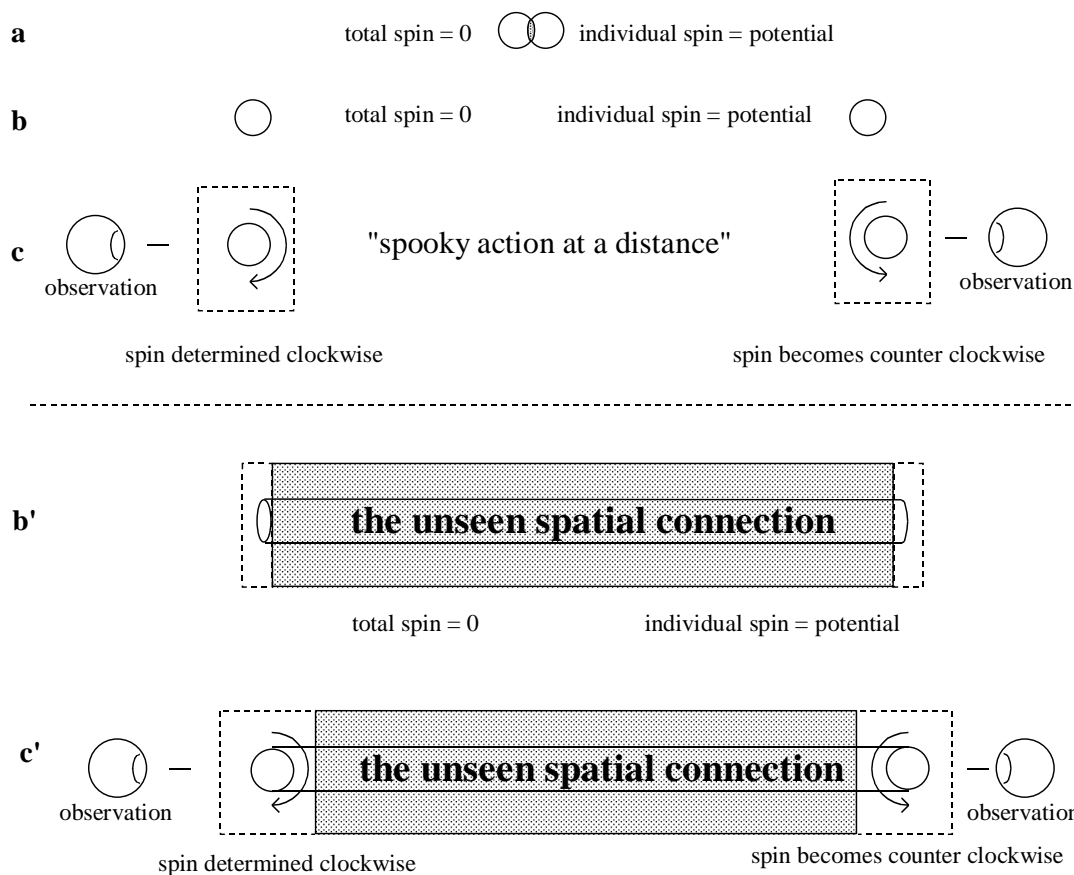 a
total spin = 0 individual spin = potential
b
total spin = 0 individual spin = potential
c
"spooky action at a distance"
observation
observation
spin determined clockwise
spin becomes counter clockwise
b'
the unseen spatial connection
total spin = 0 individual spin = potential
c'
the unseen spatial connection
observation
observation
spin determined clockwise
spin becomes counter clockwise